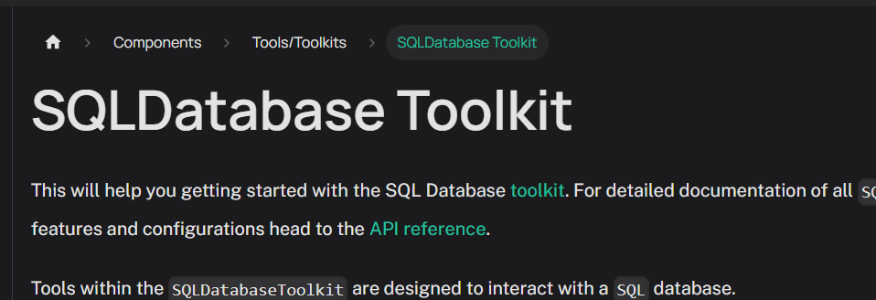 Components > Tools/Toolkits > SQLDatabase Toolkit
SQLDatabase Toolkit
This will help you getting started with the SQL Database toolkit. For detailed documentation of all
features and configurations head to the API reference.
Tools within the SQLDatabaseToolkit are designed to interact with a SQL database.